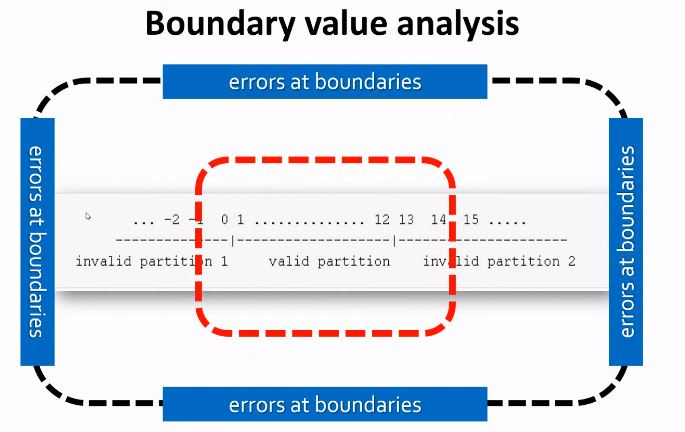 Boundary value analysis
errors at boundaries
errors at boundaries
errors at boundaries
... -2 -1 0 1 .............. 12 13 14 15 .....
---------------|-------------------|---------------------
invalid partition 1 valid partition invalid partition 2
errors at boundaries